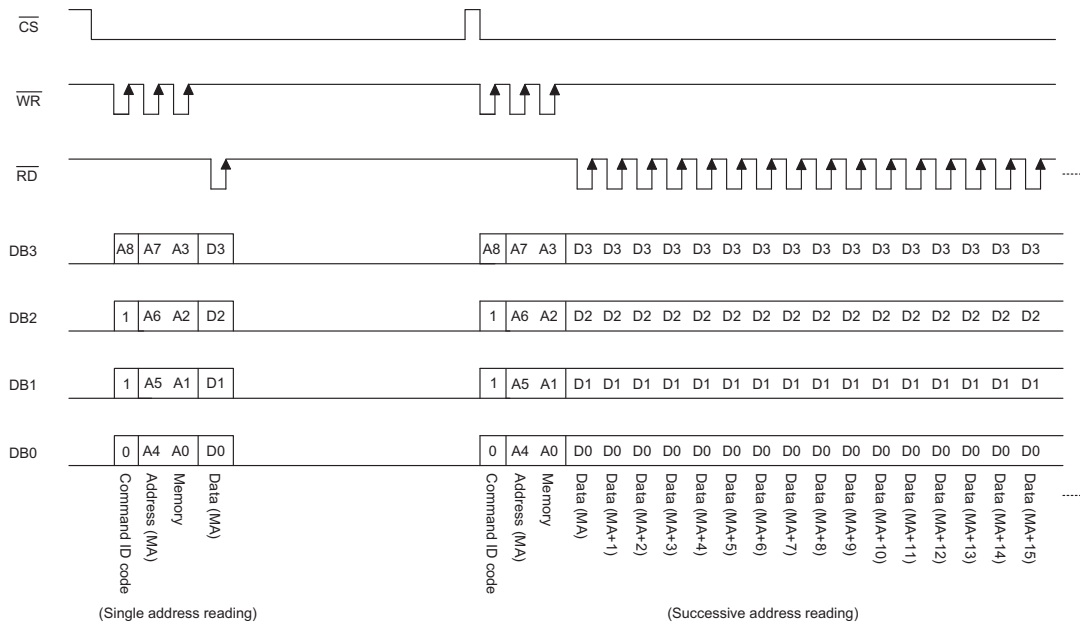 CS
WR
RD
DB3 A8 A7 A3 D3 A8 A7 A3 D3 D3 D3 D3 D3 D3 D3 D3 D3 D3 D3 D3 D3 D3 D3 D3
DB2 1 A6 A2 D2 1 A6 A2 D2 D2 D2 D2 D2 D2 D2 D2 D2 D2 D2 D2 D2 D2 D2 D2
DB1 1 A5 A1 D1 1 A5 A1 D1 D1 D1 D1 D1 D1 D1 D1 D1 D1 D1 D1 D1 D1 D1 D1
DB0 0 A4 A0 D0 0 A4 A0 D0 D0 D0 D0 D0 D0 D0 D0 D0 D0 D0 D0 D0 D0 D0 D0
Command ID code
Address (MA)
Memory
Data (MA)
Command ID code
Address (MA)
Memory
Data (MA)
Data (MA+1)
Data (MA+2)
Data (MA+3)
Data (MA+4)
Data (MA+5)
Data (MA+6)
Data (MA+7)
Data (MA+8)
Data (MA+9)
Data (MA+10)
Data (MA+11)
Data (MA+12)
Data (MA+13)
Data (MA+14)
Data (MA+15)
(Single address reading)
(Successive address reading)